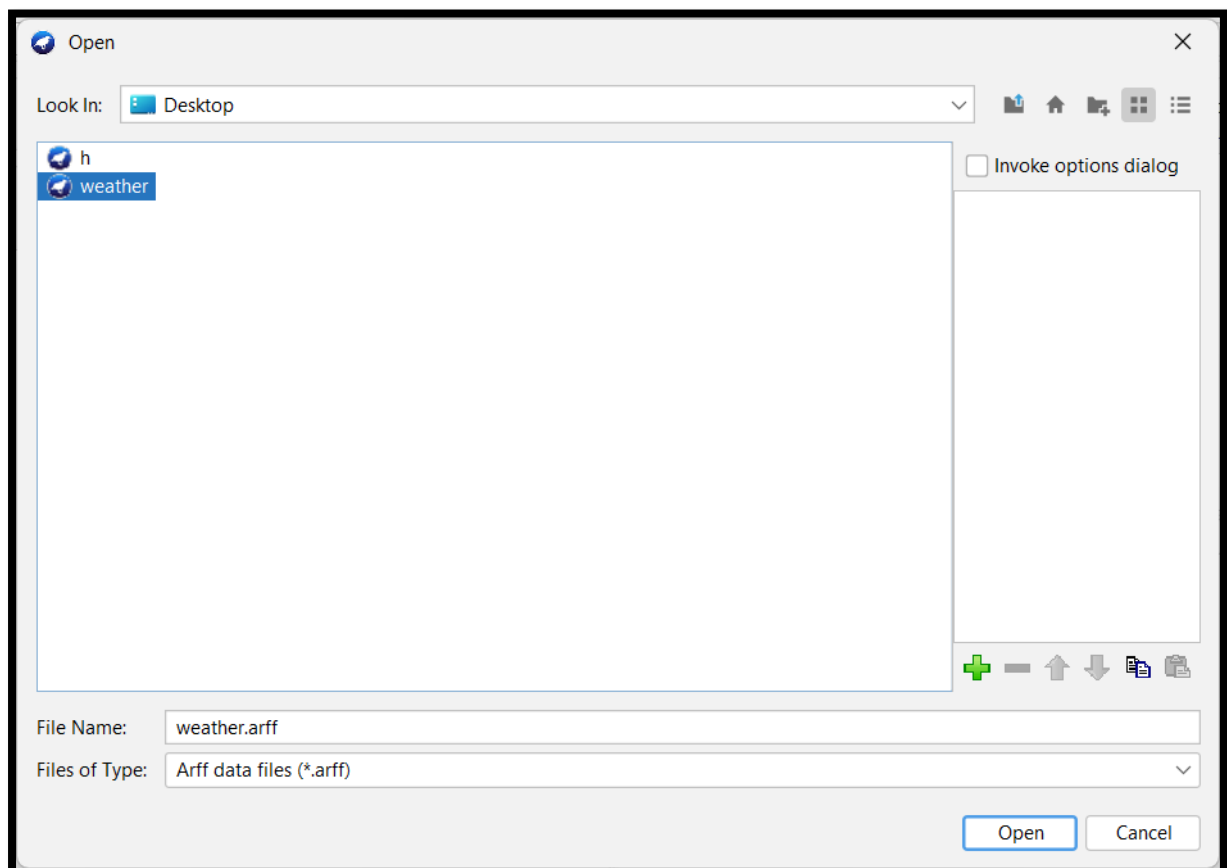 Open
Look In: Desktop
h
weather
Invoke options dialog
File Name: weather.arff
Files of Type: Arff data files (*.arff)
Open Cancel